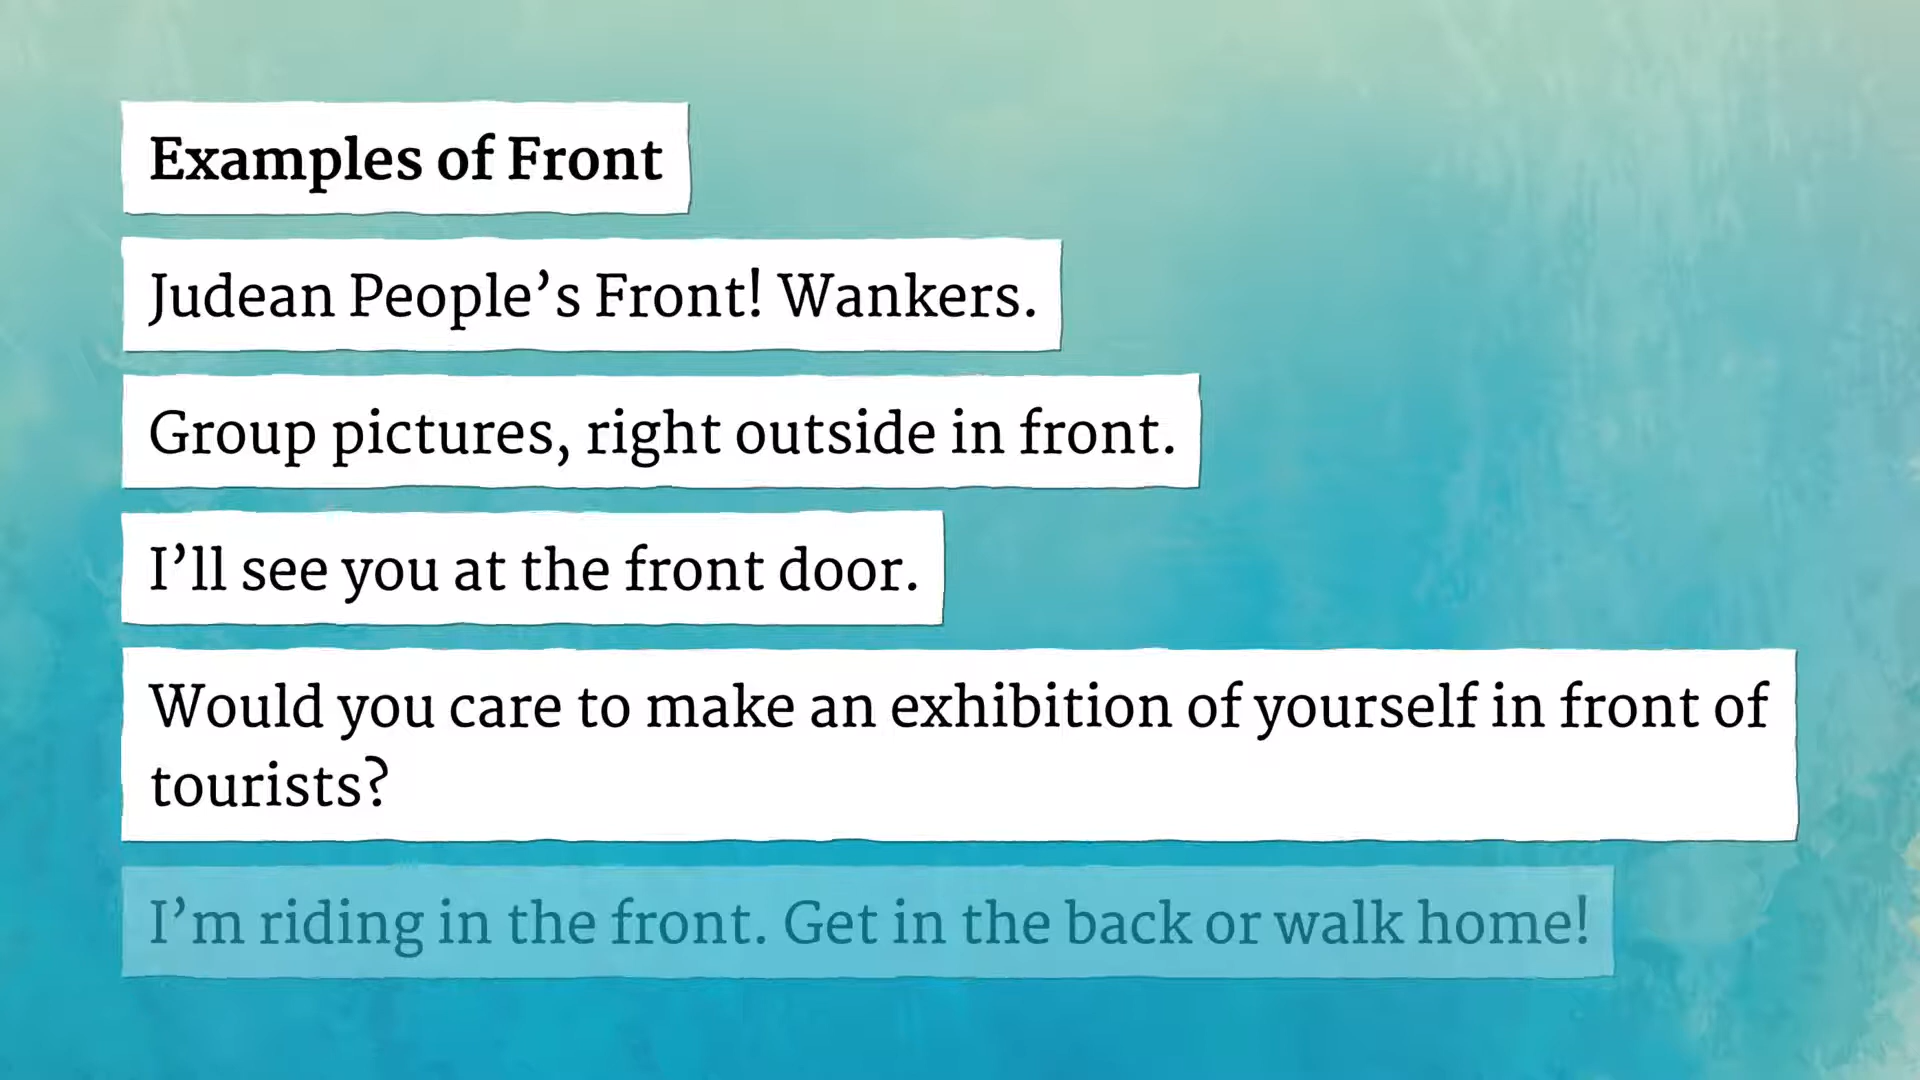 Examples of Front
Judean People’s Front! Wankers.
Group pictures, right outside in front.
I’ll see you at the front door.
Would you care to make an exhibition of yourself in front of
tourists?
I’m riding in the front. Get in the back or walk home!